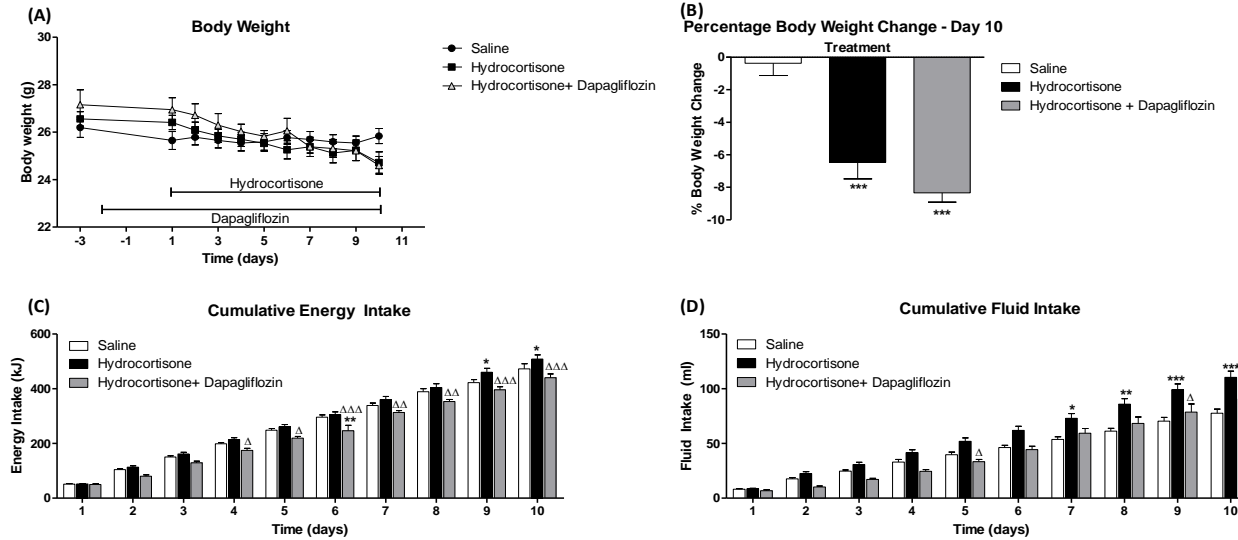 (A)
Body Weight
30
28
26
24
22
Body weight (g)
Saline
Hydrocortisone
Hydrocortisone+ Dapagliflozin
Hydrocortisone
Dapagliflozin
-3 -1 1 3 5 7 9 11
Time (days)
(B)
Percentage Body Weight Change - Day 10
Treatment
0
-2
-4
-6
-8
-10
% Body Weight Change
***
***
Saline
Hydrocortisone
Hydrocortisone + Dapagliflozin
(C)
Cumulative Energy Intake
600
400
200
0
Energy Intake (kJ)
Saline
Hydrocortisone
Hydrocortisone+ Dapagliflozin
Δ
Δ
ΔΔΔ
**
ΔΔ
ΔΔ
*
ΔΔΔ
*
ΔΔΔ
1 2 3 4 5 6 7 8 9 10
Time (days)
(D)
Cumulative Fluid Intake
150
100
50
0
Fluid Intake (ml)
Saline
Hydrocortisone
Hydrocortisone+ Dapagliflozin
Δ
*
**
***
Δ
***
1 2 3 4 5 6 7 8 9 10
Time (days)